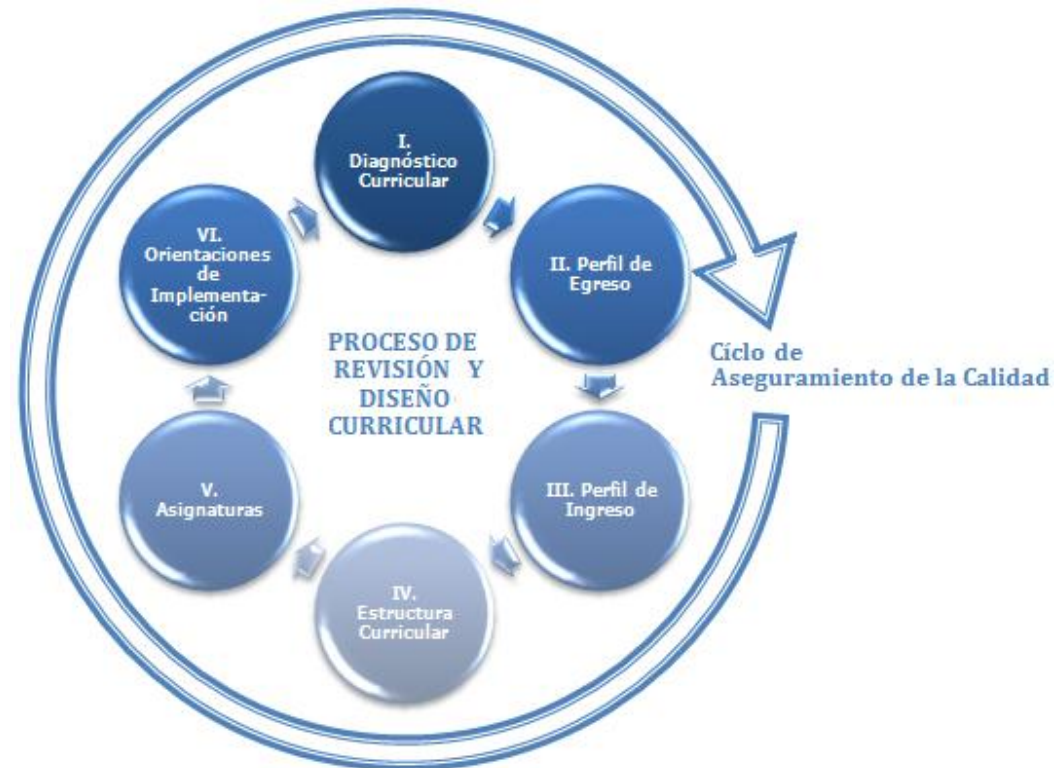 I.
Diagnóstico
Curricular
II. Perfil de
Egreso
III. Perfil de
Ingreso
IV.
Estructura
Curricular
V.
Asignaturas
VI.
Orientaciones
de
Implementa-
ción
PROCESO DE
REVISIÓN Y
DISEÑO
CURRICULAR
Cíclo de
Aseguramiento de la Calidad